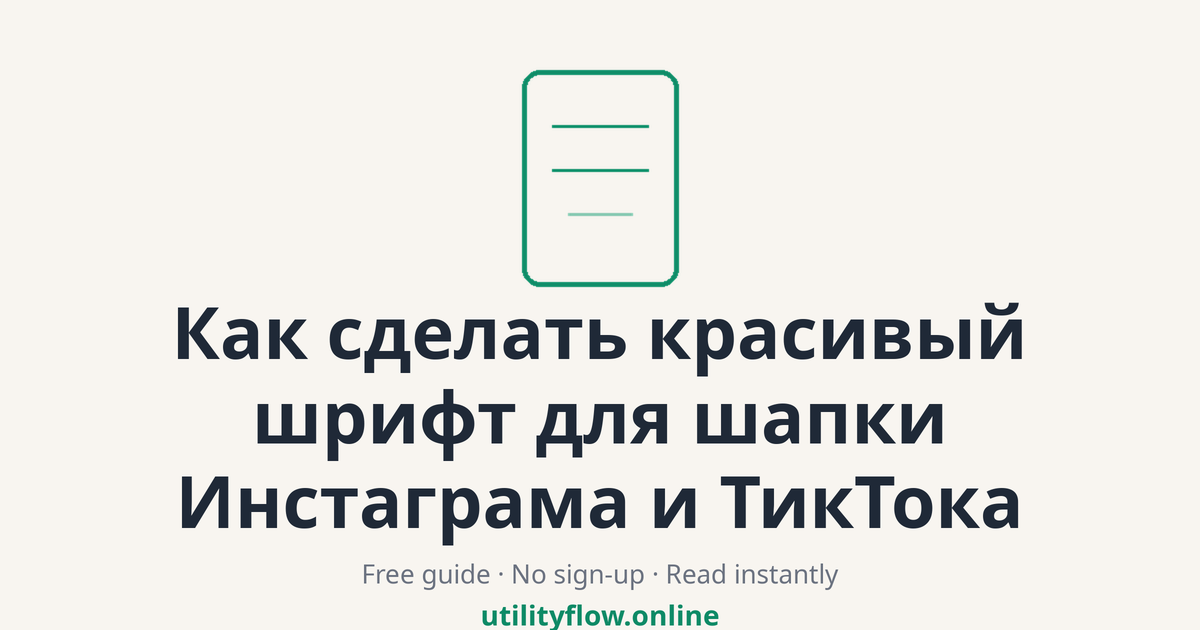 Как сделать красивый
шрифт для шапки
Инстаграма и ТикТока
Free guide · No sign-up · Read instantly
utilityflow.online